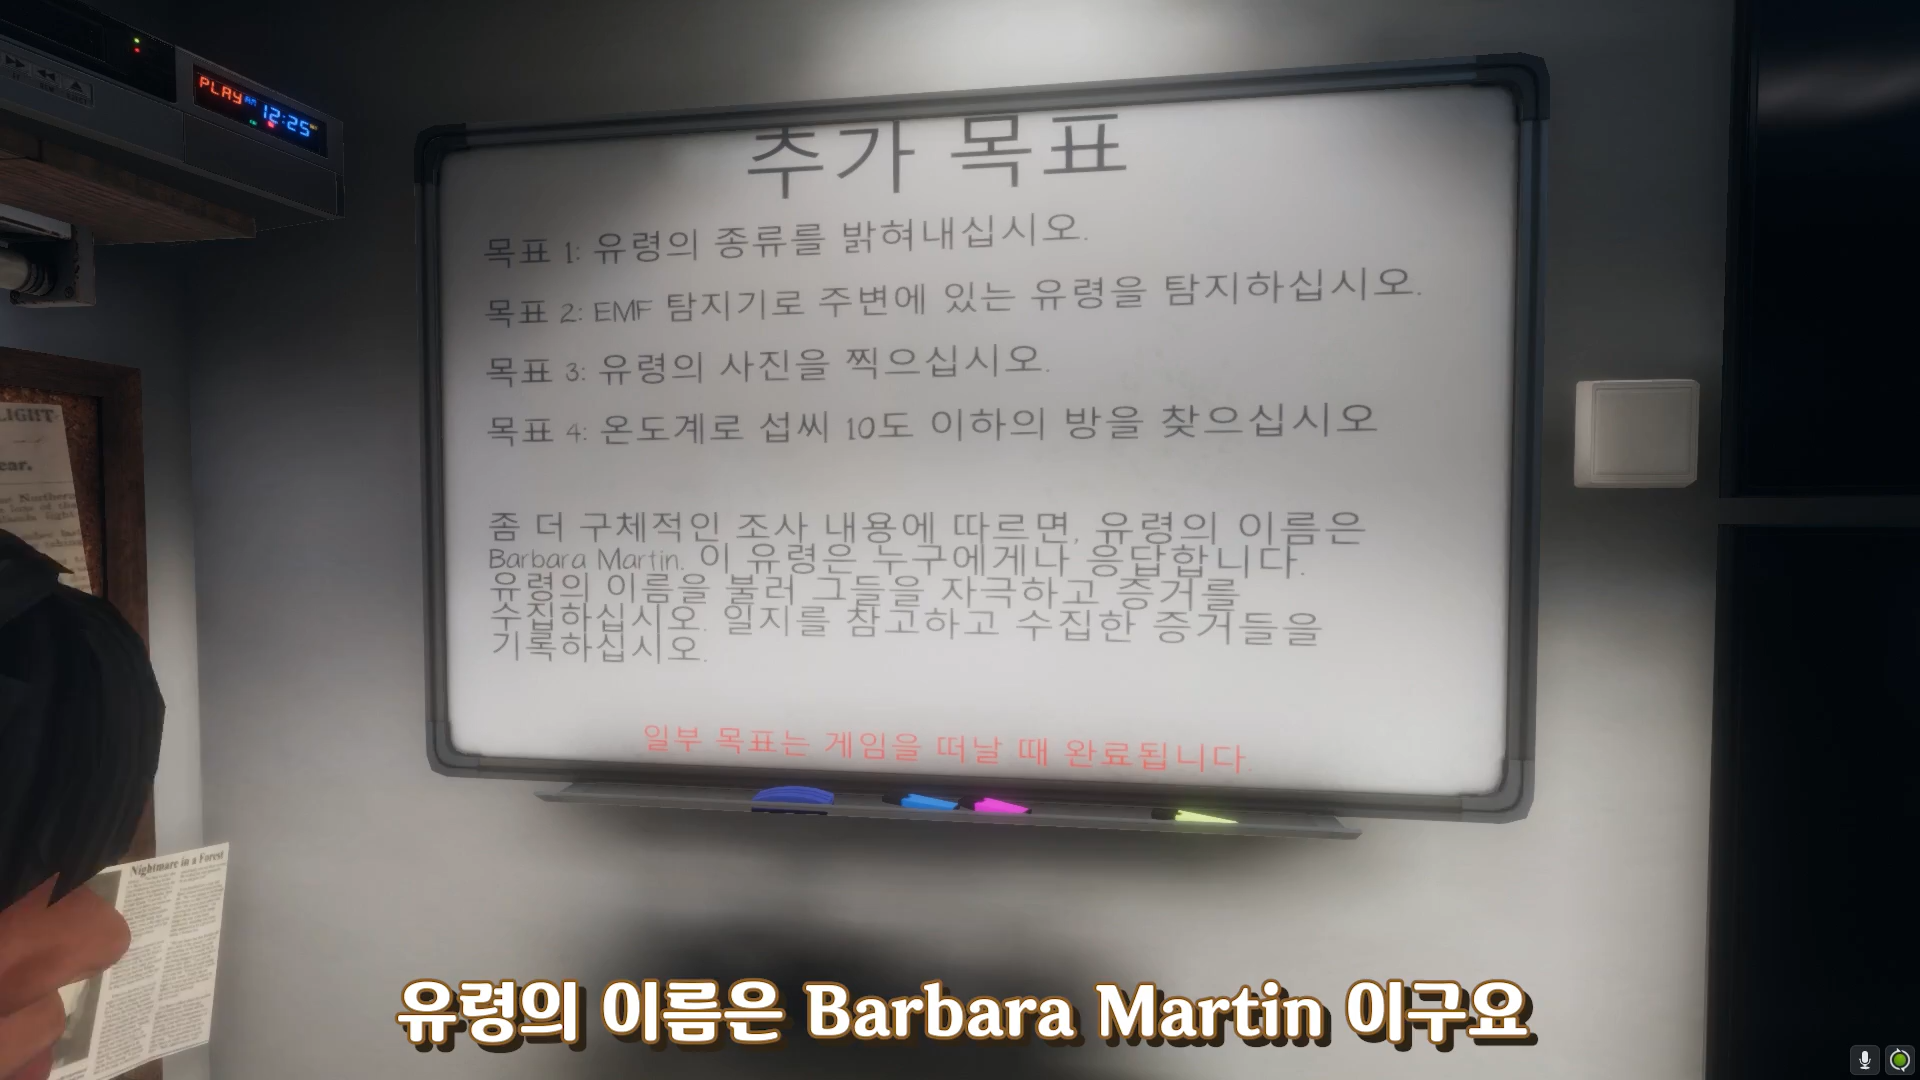 PLAY AM 12:25
추가 목표
목표 1: 유령의 종류를 밝혀내십시오.
목표 2: EMF 탐지기로 주변에 있는 유령을 탐지하십시오.
목표 3: 유령의 사진을 찍으십시오.
목표 4: 온도계로 섭씨 10도 이하의 방을 찾으십시오
좀 더 구체적인 조사 내용에 따르면, 유령의 이름은
Barbara Martin. 이 유령은 누구에게나 응답합니다.
유령의 이름을 불러 그들을 자극하고 증거를
수집하십시오. 일지를 참고하고 수집한 증거들을
기록하십시오.
일부 목표는 게임을 떠날 때 완료됩니다.
LIGHT
ear.
Northern
Nightmare in a Forest
유령의 이름은 Barbara Martin 이구요